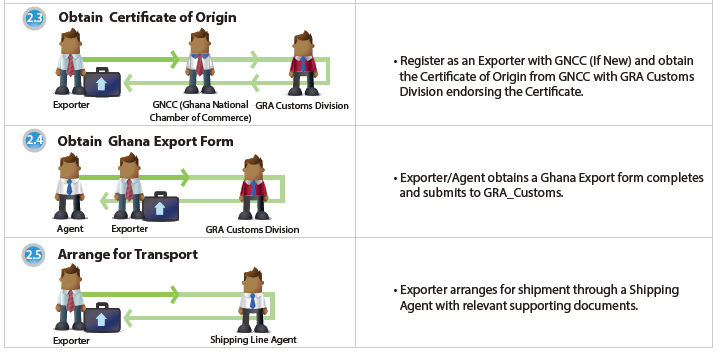 2.3 Obtain Certificate of Origin
Exporter
GNCC (Ghana National
Chamber of Commerce)
GRA Customs Division
• Register as an Exporter with GNCC (If New) and obtain
the Certificate of Origin from GNCC with GRA Customs
Division endorsing the Certificate.
2.4 Obtain Ghana Export Form
Agent
Exporter
GRA Customs Division
• Exporter/Agent obtains a Ghana Export form completes
and submits to GRA_Customs.
2.5 Arrange for Transport
Exporter
Shipping Line Agent
• Exporter arranges for shipment through a Shipping
Agent with relevant supporting documents.